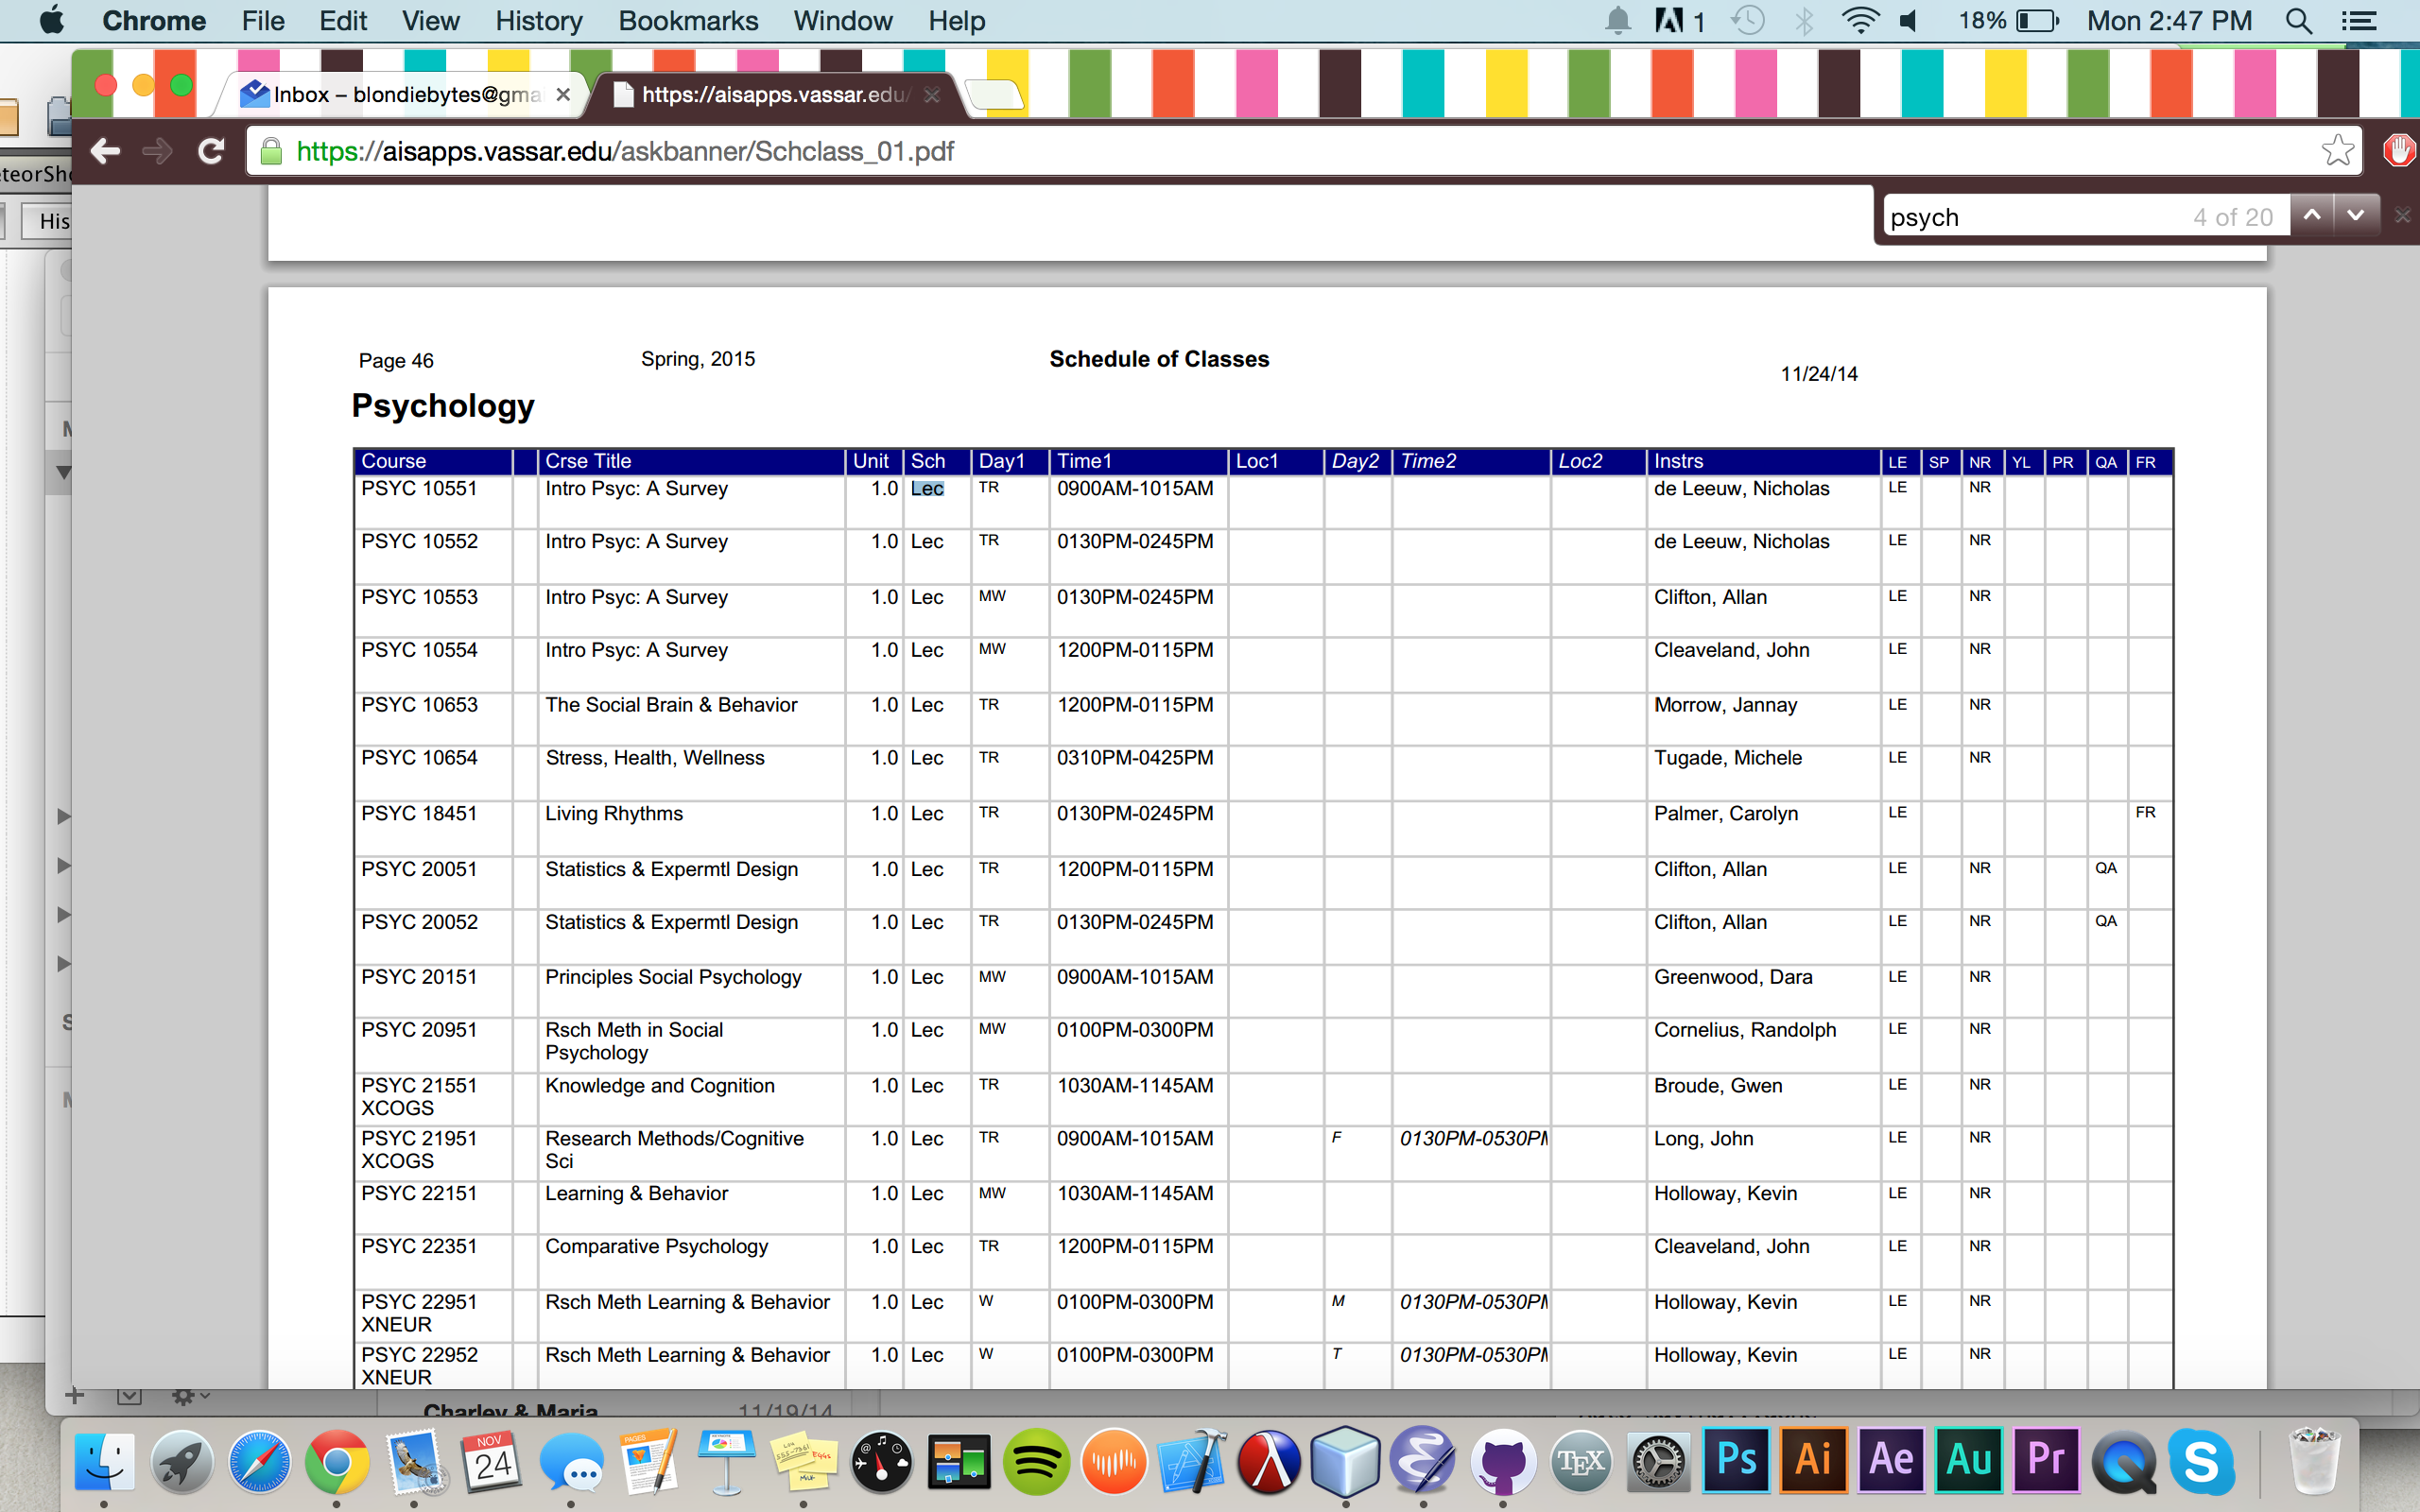 Chrome File Edit View History Bookmarks Window Help 1 18% Mon 2:47 PM
Inbox – blondiebytes@gma https://aisapps.vassar.edu/
https://aisapps.vassar.edu/askbanner/Schclass_01.pdf
teorSh
His
psych 4 of 20
Page 46 Spring, 2015 Schedule of Classes 11/24/14
Psychology
Course Crse Title Unit Sch Day1 Time1 Loc1 Day2 Time2 Loc2 Instrs LE SP NR YL PR QA FR
PSYC 10551 Intro Psyc: A Survey 1.0 Lec TR 0900AM-1015AM de Leeuw, Nicholas LE NR
PSYC 10552 Intro Psyc: A Survey 1.0 Lec TR 0130PM-0245PM de Leeuw, Nicholas LE NR
PSYC 10553 Intro Psyc: A Survey 1.0 Lec MW 0130PM-0245PM Clifton, Allan LE NR
PSYC 10554 Intro Psyc: A Survey 1.0 Lec MW 1200PM-0115PM Cleaveland, John LE NR
PSYC 10653 The Social Brain & Behavior 1.0 Lec TR 1200PM-0115PM Morrow, Jannay LE NR
PSYC 10654 Stress, Health, Wellness 1.0 Lec TR 0310PM-0425PM Tugade, Michele LE NR
PSYC 18451 Living Rhythms 1.0 Lec TR 0130PM-0245PM Palmer, Carolyn LE FR
PSYC 20051 Statistics & Expermtl Design 1.0 Lec TR 1200PM-0115PM Clifton, Allan LE NR QA
PSYC 20052 Statistics & Expermtl Design 1.0 Lec TR 0130PM-0245PM Clifton, Allan LE NR QA
PSYC 20151 Principles Social Psychology 1.0 Lec MW 0900AM-1015AM Greenwood, Dara LE NR
PSYC 20951 Rsch Meth in Social 1.0 Lec MW 0100PM-0300PM Cornelius, Randolph LE NR
Psychology
PSYC 21551 Knowledge and Cognition 1.0 Lec TR 1030AM-1145AM Broude, Gwen LE NR
XCOGS
PSYC 21951 Research Methods/Cognitive 1.0 Lec TR 0900AM-1015AM F 0130PM-0530PM Long, John LE NR
XCOGS Sci
PSYC 22151 Learning & Behavior 1.0 Lec MW 1030AM-1145AM Holloway, Kevin LE NR
PSYC 22351 Comparative Psychology 1.0 Lec TR 1200PM-0115PM Cleaveland, John LE NR
PSYC 22951 Rsch Meth Learning & Behavior 1.0 Lec W 0100PM-0300PM M 0130PM-0530PM Holloway, Kevin LE NR
XNEUR
PSYC 22952 Rsch Meth Learning & Behavior 1.0 Lec W 0100PM-0300PM T 0130PM-0530PM Holloway, Kevin LE NR
XNEUR
Charley & Maria 11/19/14
NOV
24
PAGES
TEX Ps Ai Ae Au Pr S